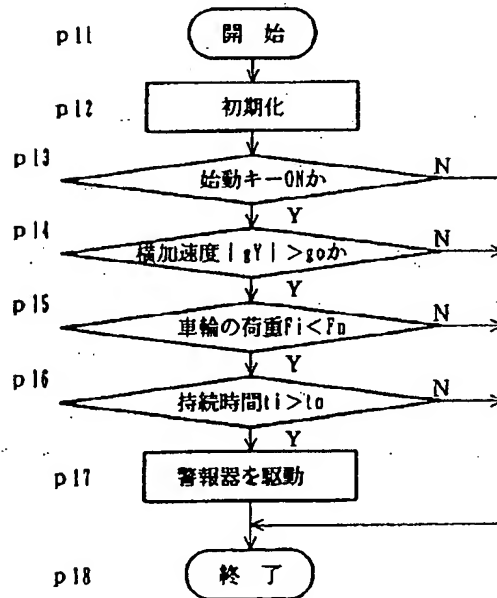 p11 開 始
p12 初期化
p13 始動キーONか N
Y
p14 横加速度|gY|>goか N
Y
p15 車輪の荷重Fi<Fo N
Y
p16 持続時間ti>to N
Y
p17 警報器を駆動
p18 終 了